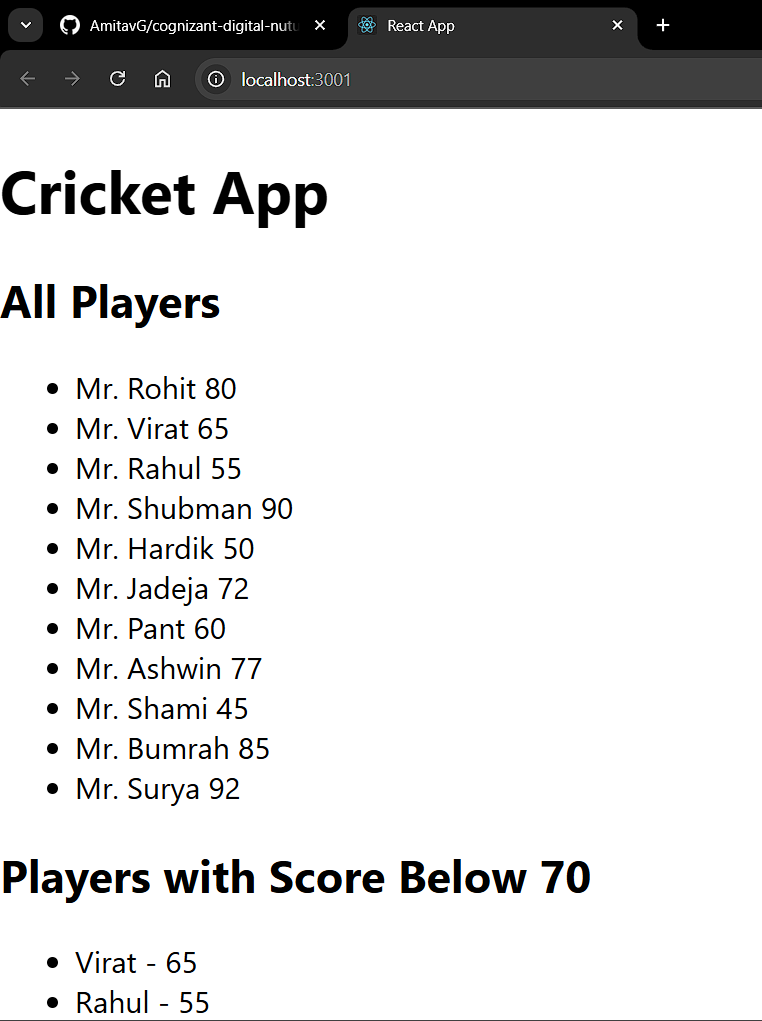 AmitavG/cognizant-digital-nutu
React App
localhost:3001
Cricket App
All Players
• Mr. Rohit 80
• Mr. Virat 65
• Mr. Rahul 55
• Mr. Shubman 90
• Mr. Hardik 50
• Mr. Jadeja 72
• Mr. Pant 60
• Mr. Ashwin 77
• Mr. Shami 45
• Mr. Bumrah 85
• Mr. Surya 92
Players with Score Below 70
• Virat - 65
• Rahul - 55